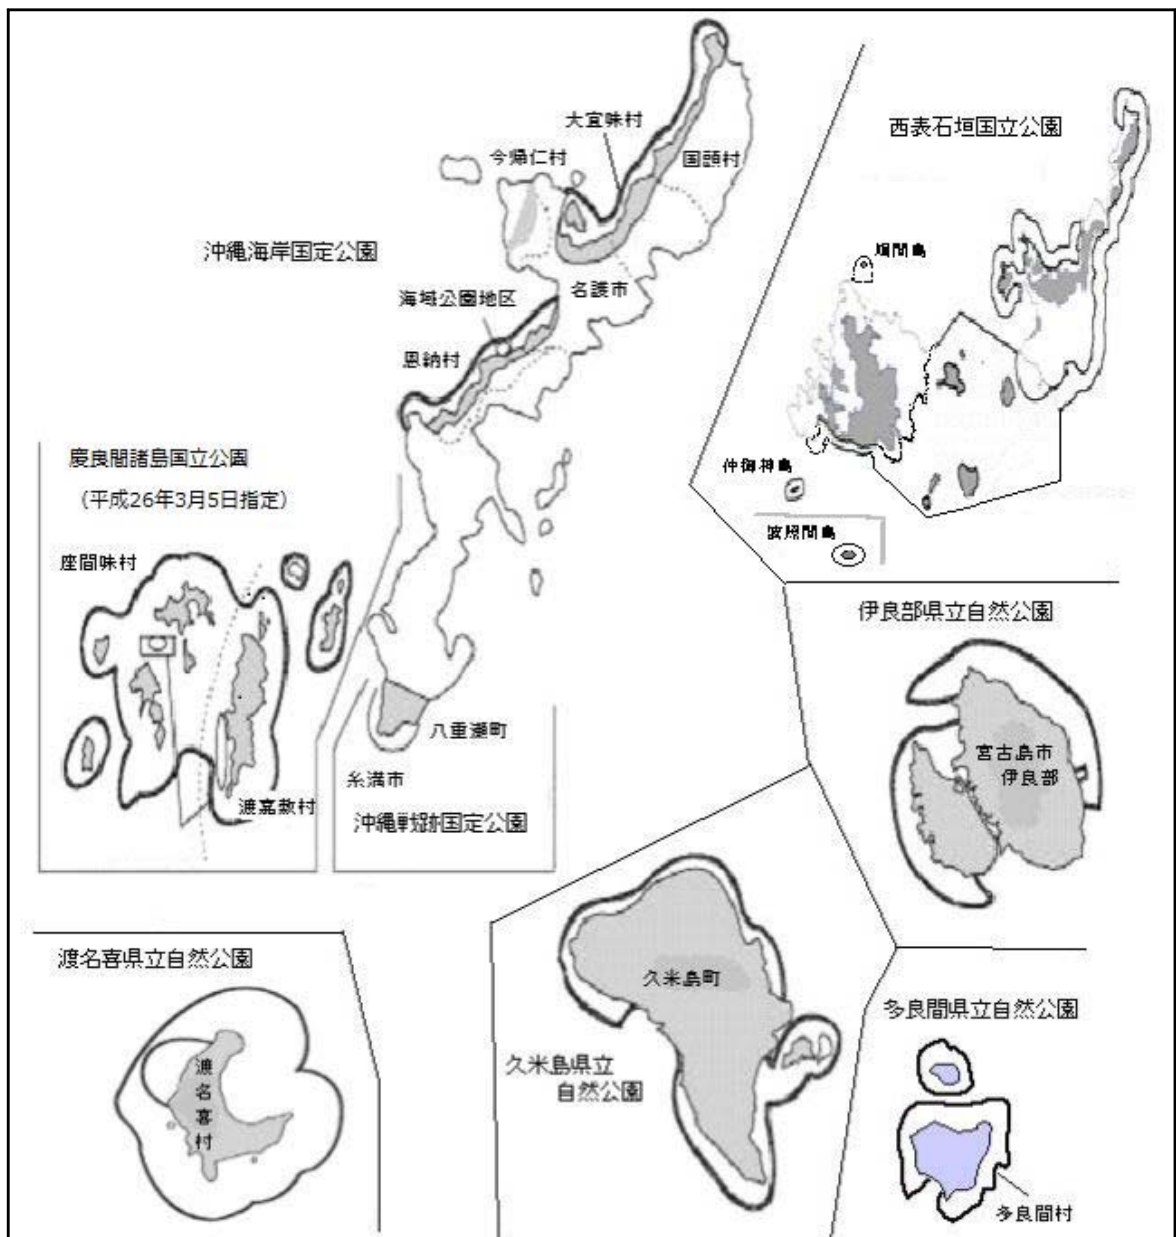 大宜味村
今帰仁村
国頭村
西表石垣国立公園
沖縄海岸国定公園
海域公園地区
名護市
恩納村
慶良間諸島国立公園
（平成26年3月5日指定）
仲御神島
波照間島
座間味村
伊良部県立自然公園
八重瀬町
糸満市
渡嘉敷村
沖縄戦跡国定公園
宮古島市
伊良部
渡名喜県立自然公園
久米島町
多良間県立自然公園
久米島県立
自然公園
渡名喜村
多良間村